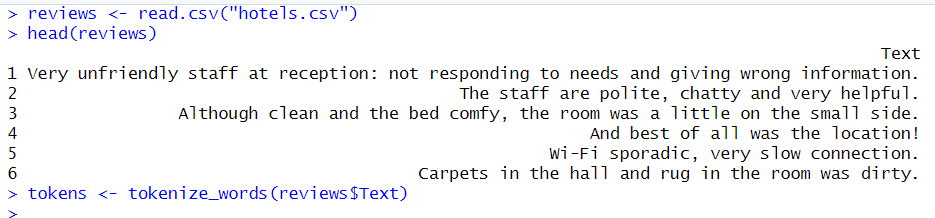 > reviews <- read.csv("hotels.csv")
> head(reviews)
Text
1 Very unfriendly staff at reception: not responding to needs and giving wrong information.
2 The staff are polite, chatty and very helpful.
3 Although clean and the bed comfy, the room was a little on the small side.
4 And best of all was the location!
5 Wi-Fi sporadic, very slow connection.
6 Carpets in the hall and rug in the room was dirty.
> tokens <- tokenize_words(reviews$Text)
>